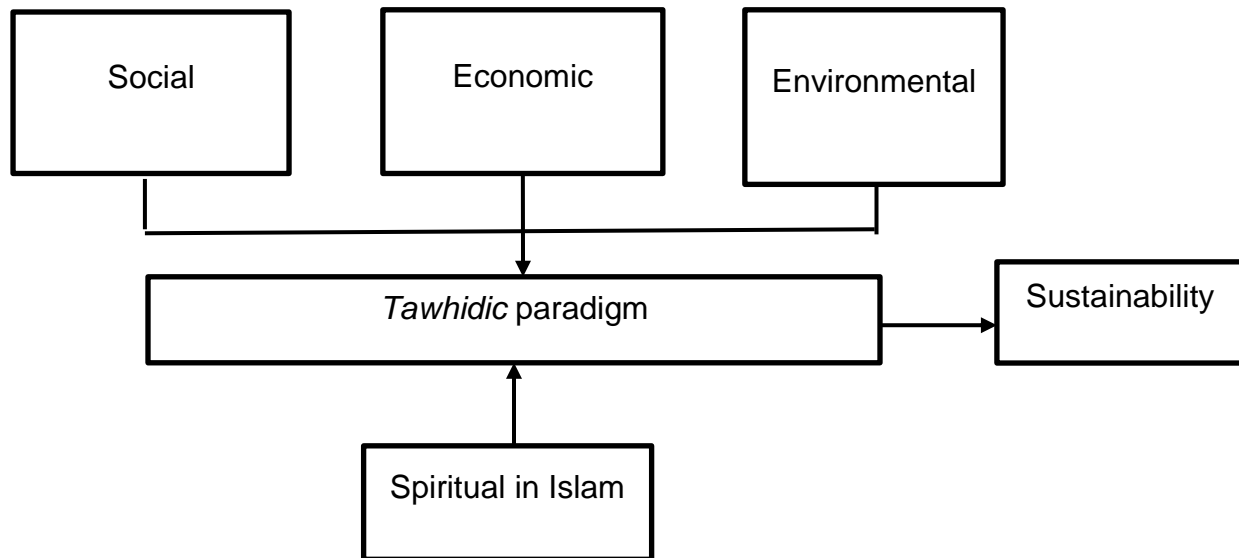 Social
Economic
Environmental
Tawhidic paradigm
Sustainability
Spiritual in Islam